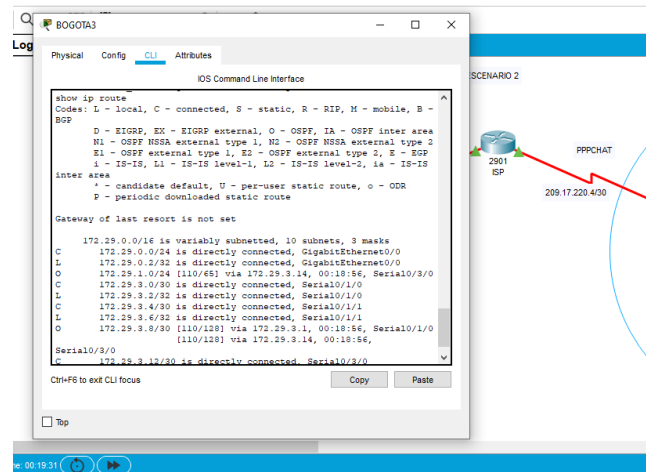 BOGOTA3
Log
Physical Config CLI Attributes
IOS Command Line Interface
show ip route
Codes: L - local, C - connected, S - static, R - RIP, M - mobile, B -
BGP
D - EIGRP, EX - EIGRP external, O - OSPF, IA - OSPF inter area
N1 - OSPF NSSA external type 1, N2 - OSPF NSSA external type 2
E1 - OSPF external type 1, E2 - OSPF external type 2, E - EGP
i - IS-IS, L1 - IS-IS level-1, L2 - IS-IS level-2, ia - IS-IS
inter area
* - candidate default, U - per-user static route, o - ODR
P - periodic downloaded static route
Gateway of last resort is not set
172.29.0.0/16 is variably subnetted, 10 subnets, 3 masks
C 172.29.0.0/24 is directly connected, GigabitEthernet0/0
L 172.29.0.2/32 is directly connected, GigabitEthernet0/0
O 172.29.1.0/24 [110/65] via 172.29.3.14, 00:18:56, Serial0/3/0
C 172.29.3.0/30 is directly connected, Serial0/1/0
L 172.29.3.2/32 is directly connected, Serial0/1/0
C 172.29.3.4/30 is directly connected, Serial0/1/1
L 172.29.3.6/32 is directly connected, Serial0/1/1
O 172.29.3.8/30 [110/128] via 172.29.3.1, 00:18:56, Serial0/1/0
[110/128] via 172.29.3.14, 00:18:56,
Serial0/3/0
C 172.29.3.12/30 is directly connected, Serial0/3/0
Ctrl+F6 to exit CLI focus
Copy Paste
Top
SCENARIO 2
2901
ISP
PPPCHAT
209.17.220.4/30
me: 00:19:31